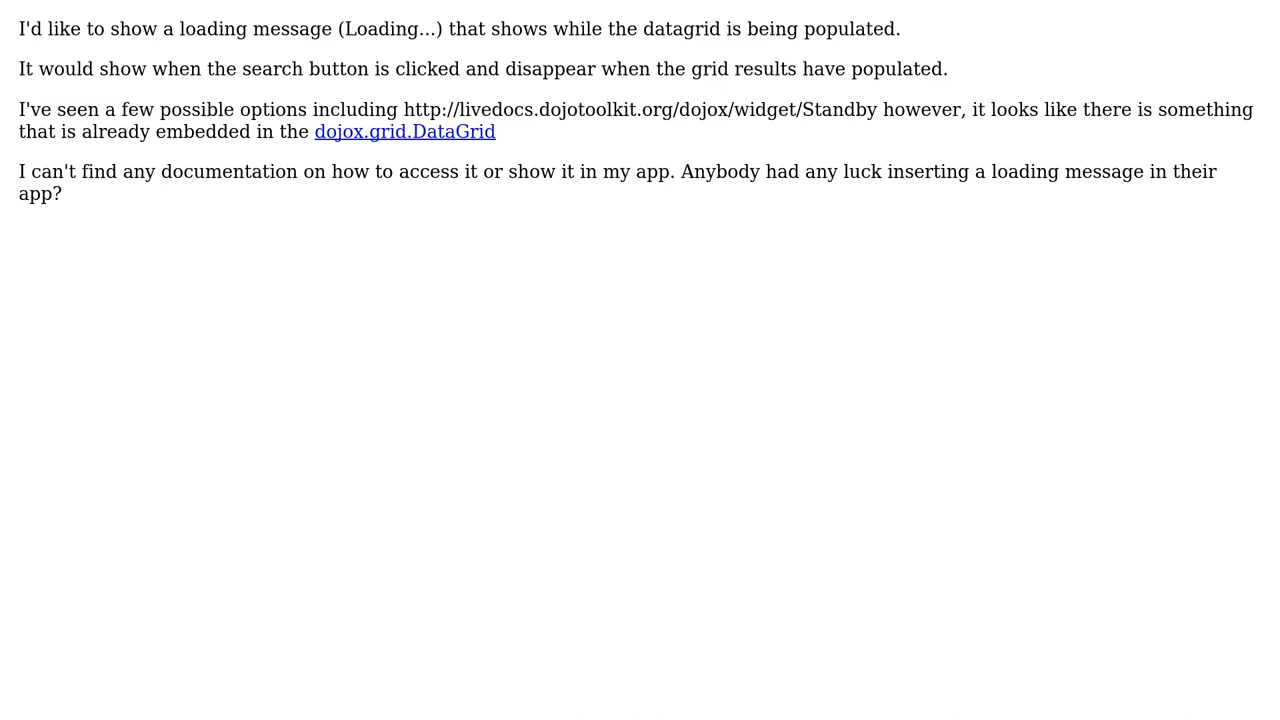 I'd like to show a loading message (Loading...) that shows while the datagrid is being populated.
It would show when the search button is clicked and disappear when the grid results have populated.
I've seen a few possible options including http://livedocs.dojotoolkit.org/dojox/widget/Standby however, it looks like there is something
that is already embedded in the dojox.grid.DataGrid
I can't find any documentation on how to access it or show it in my app. Anybody had any luck inserting a loading message in their
app?